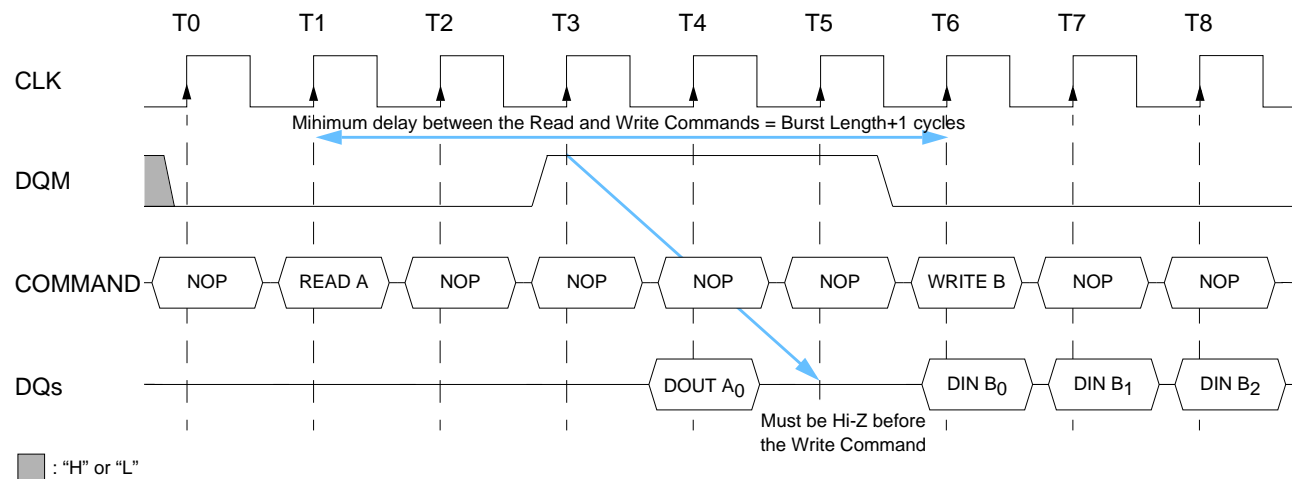 T0 T1 T2 T3 T4 T5 T6 T7 T8
CLK
Minimum delay between the Read and Write Commands = Burst Length+1 cycles
DQM
COMMAND NOP READ A NOP NOP NOP NOP WRITE B NOP NOP
DQs DOUT A0 DIN B0 DIN B1 DIN B2
Must be Hi-Z before
the Write Command
: “H” or “L”